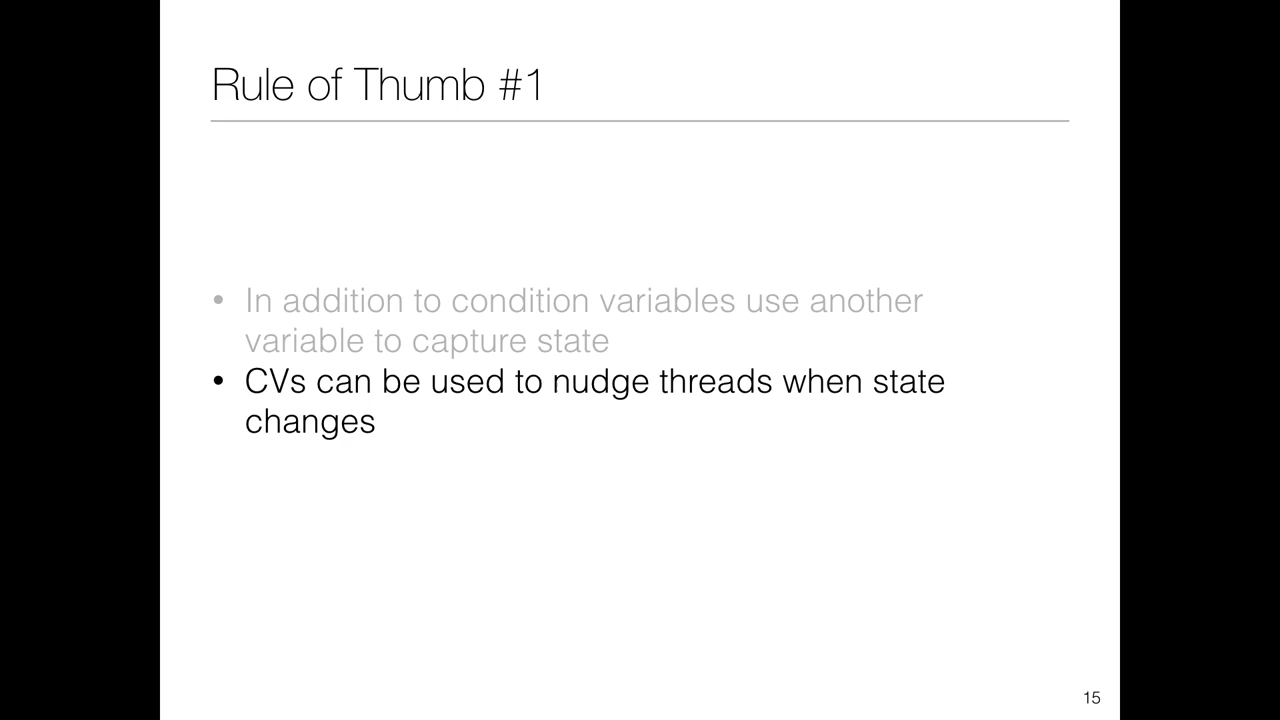 Rule of Thumb #1
• In addition to condition variables use another
variable to capture state
• CVs can be used to nudge threads when state
changes
15